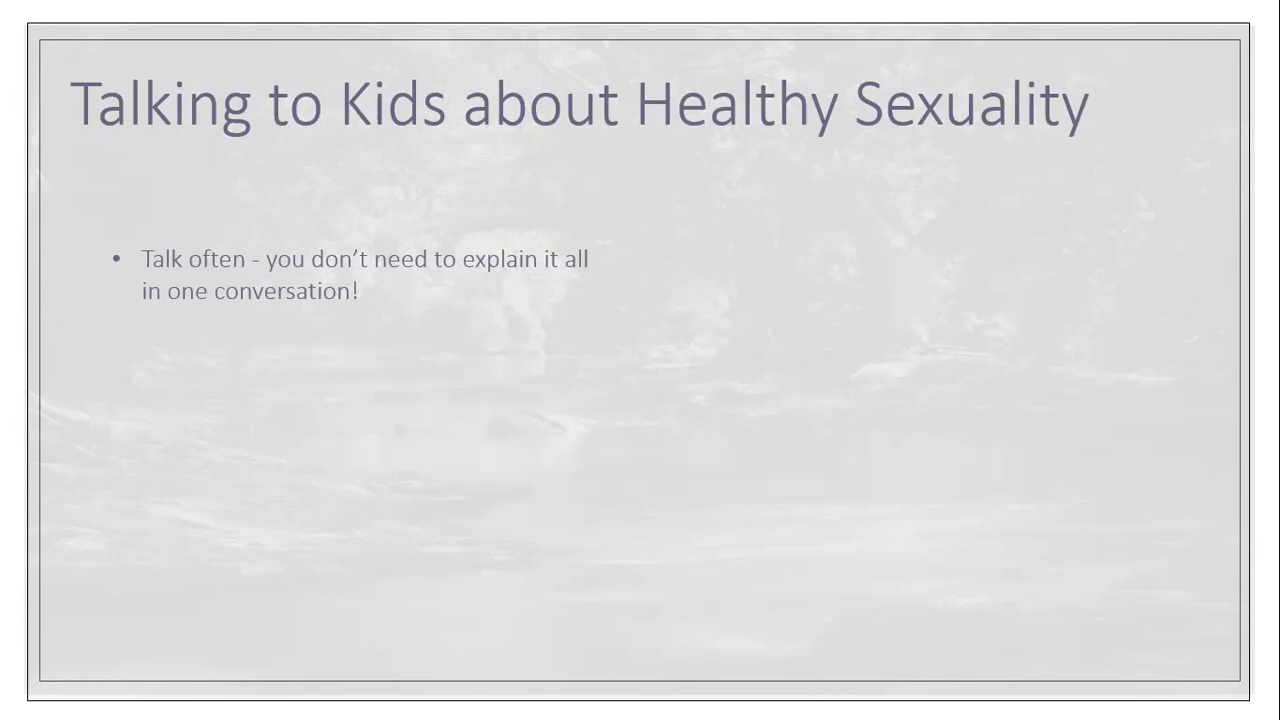 Talking to Kids about Healthy Sexuality
• Talk often - you don’t need to explain it all
in one conversation!